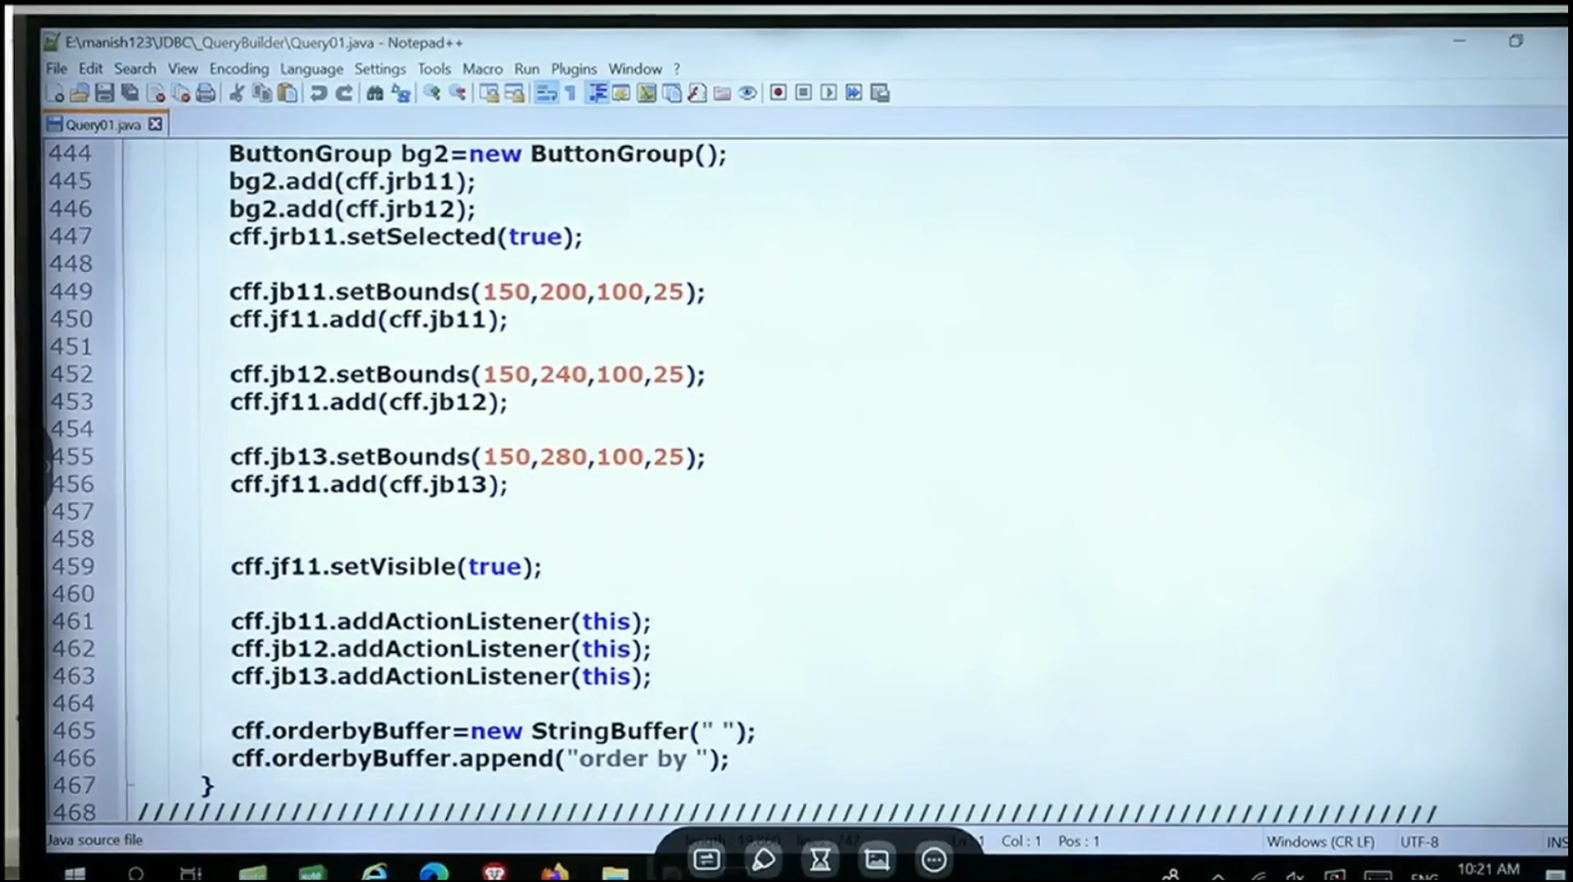 E:\manish123\JDBC\_QueryBuilder\Query01.java - Notepad++
File Edit Search View Encoding Language Settings Tools Macro Run Plugins Window ?
Query01.java
444 ButtonGroup bg2=new ButtonGroup();
445 bg2.add(cff.jrb11);
446 bg2.add(cff.jrb12);
447 cff.jrb11.setSelected(true);
448
449 cff.jb11.setBounds(150,200,100,25);
450 cff.jf11.add(cff.jb11);
451
452 cff.jb12.setBounds(150,240,100,25);
453 cff.jf11.add(cff.jb12);
454
455 cff.jb13.setBounds(150,280,100,25);
456 cff.jf11.add(cff.jb13);
457
458
459 cff.jf11.setVisible(true);
460
461 cff.jb11.addActionListener(this);
462 cff.jb12.addActionListener(this);
463 cff.jb13.addActionListener(this);
464
465 cff.orderbyBuffer=new StringBuffer(" ");
466 cff.orderbyBuffer.append("order by ");
467 }
468 ////////////////////////////////////////////////////////////////////////////////////////
Java source file Col : 1 Pos : 1 Windows (CR LF) UTF-8 INS
ENG 10:21 AM